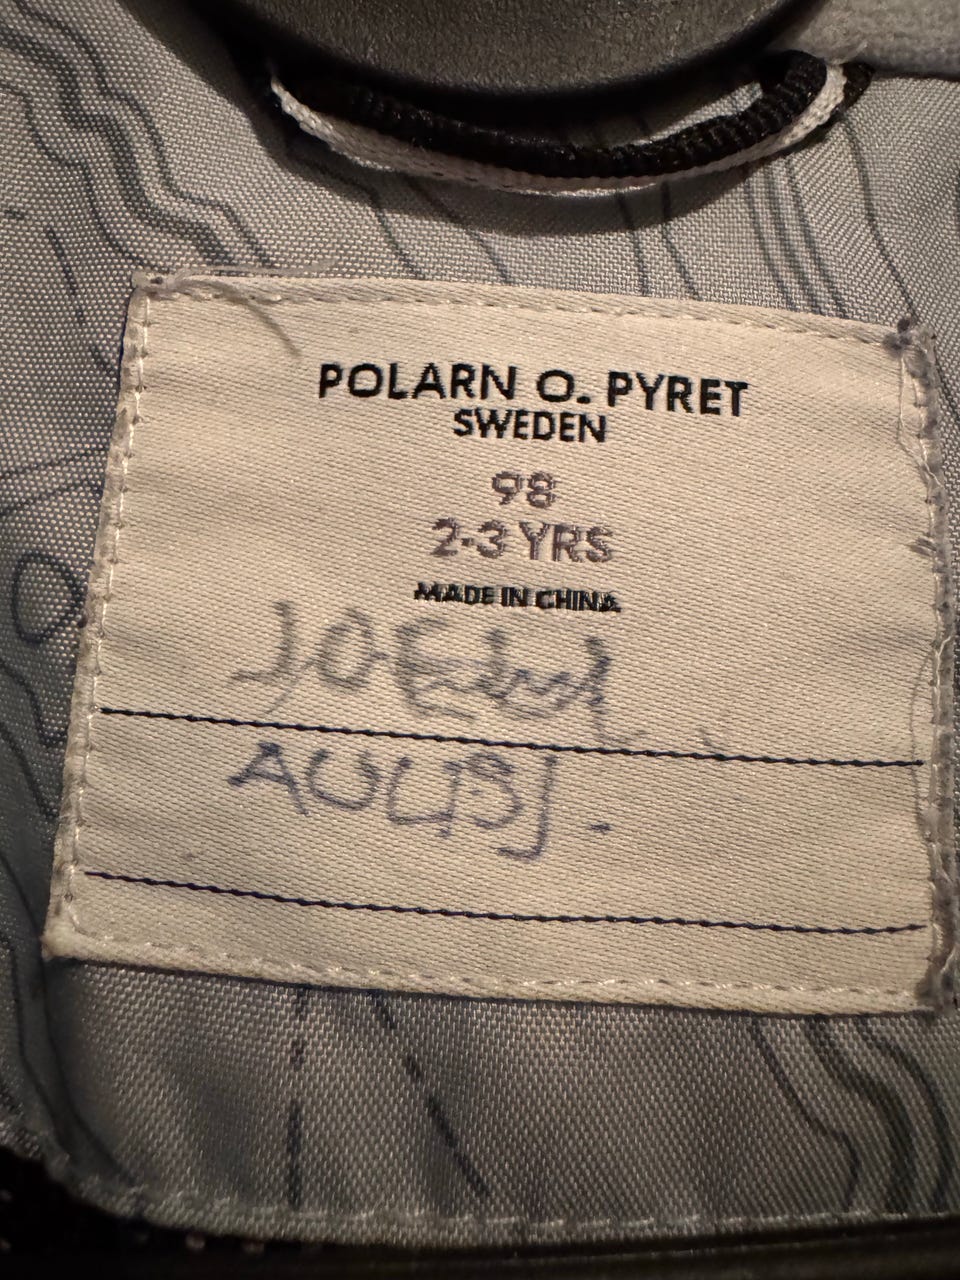 POLARN O. PYRET
SWEDEN
98
2-3 YRS
MADE IN CHINA